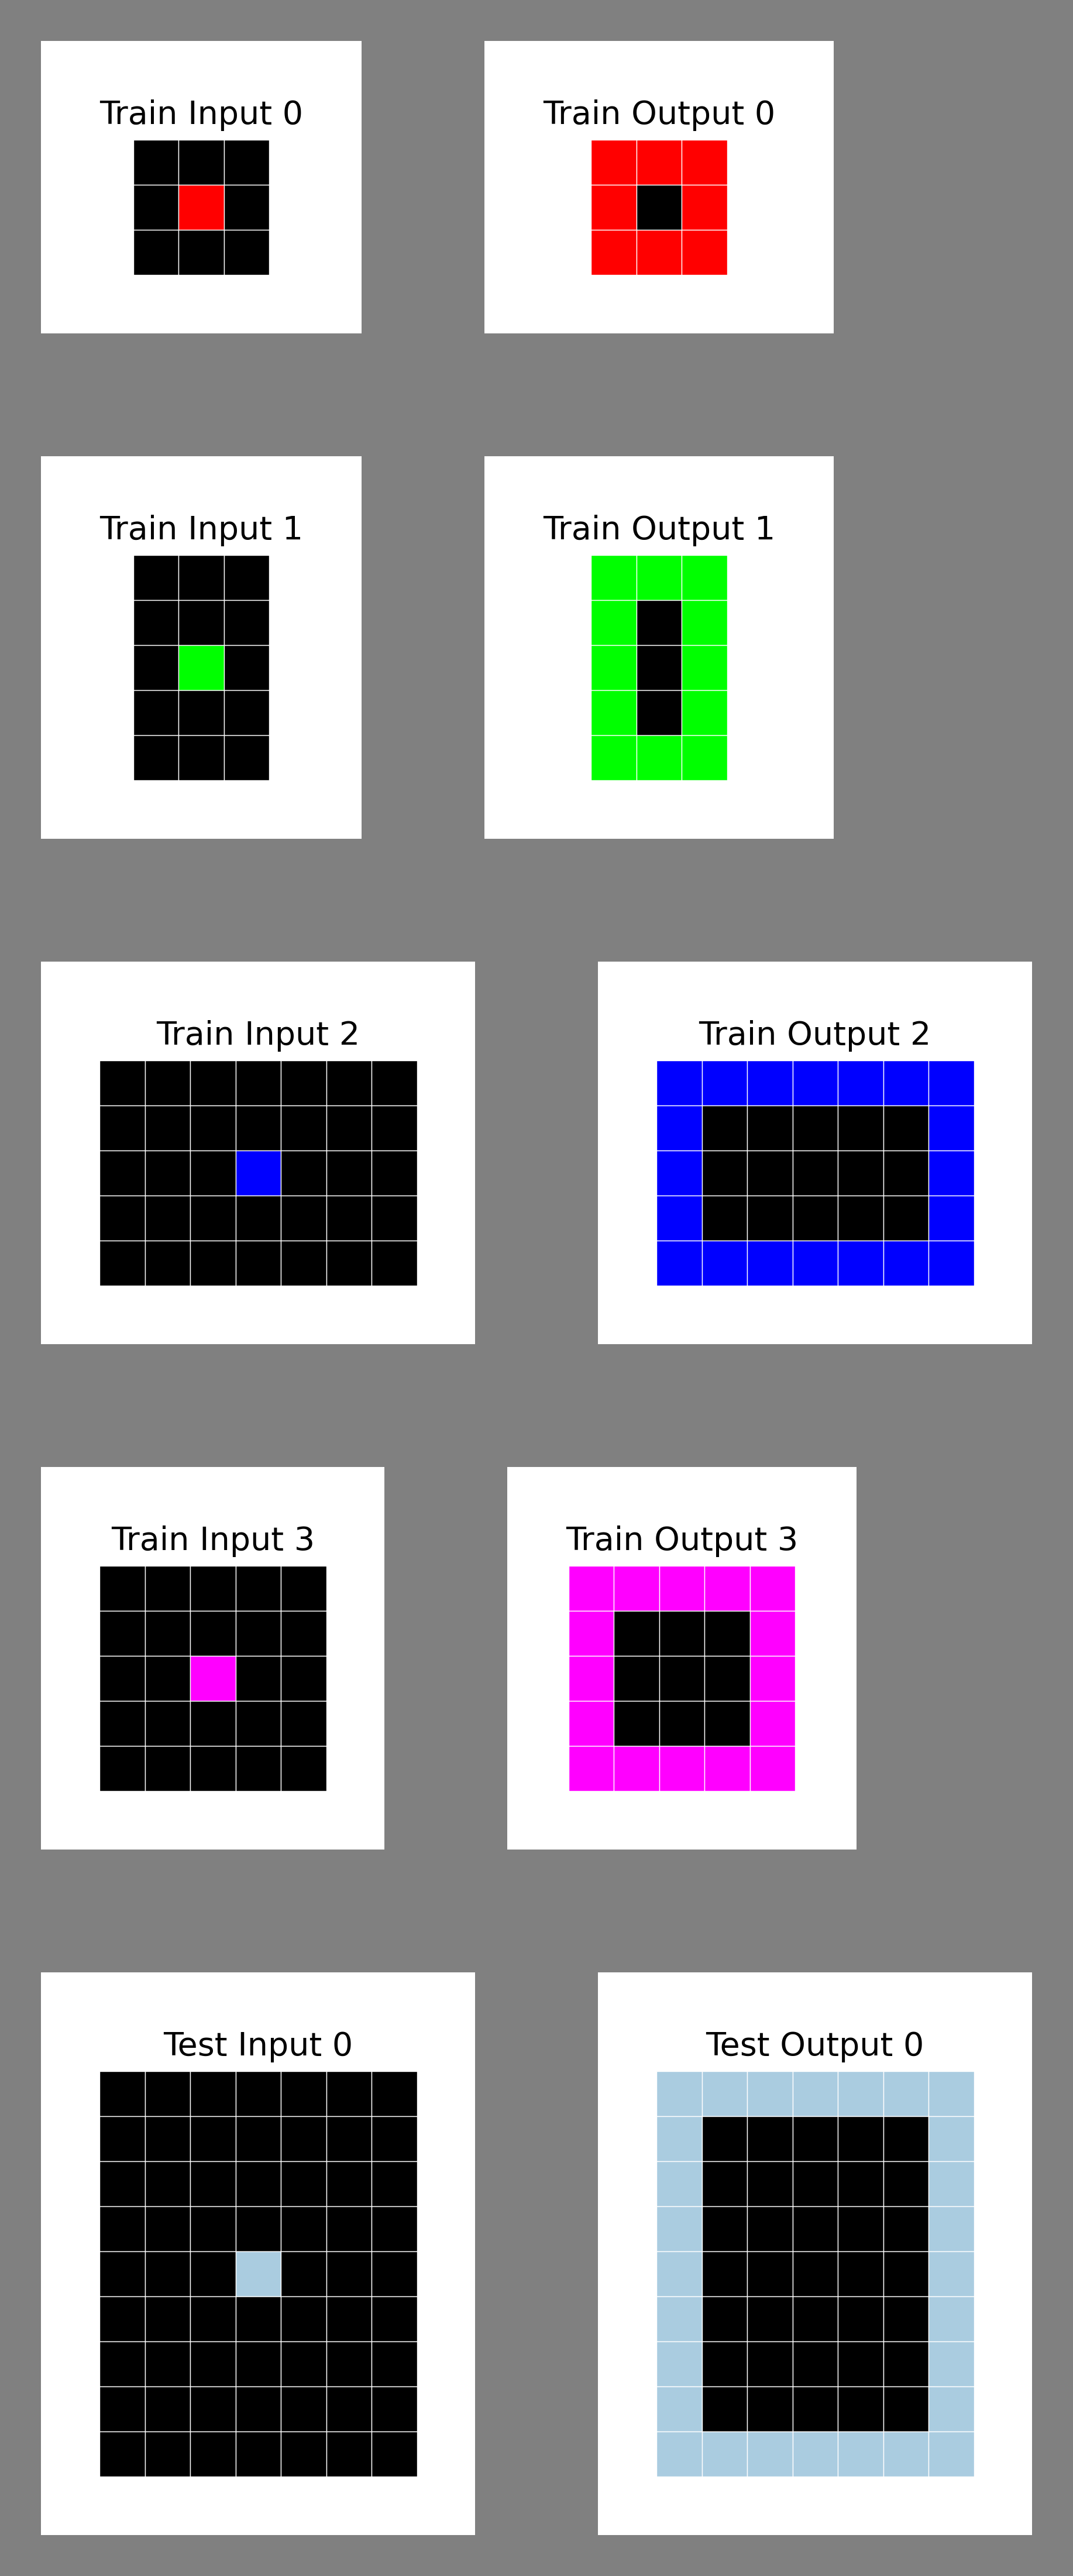 Train Input 0
Train Output 0
Train Input 1
Train Output 1
Train Input 2
Train Output 2
Train Input 3
Train Output 3
Test Input 0
Test Output 0